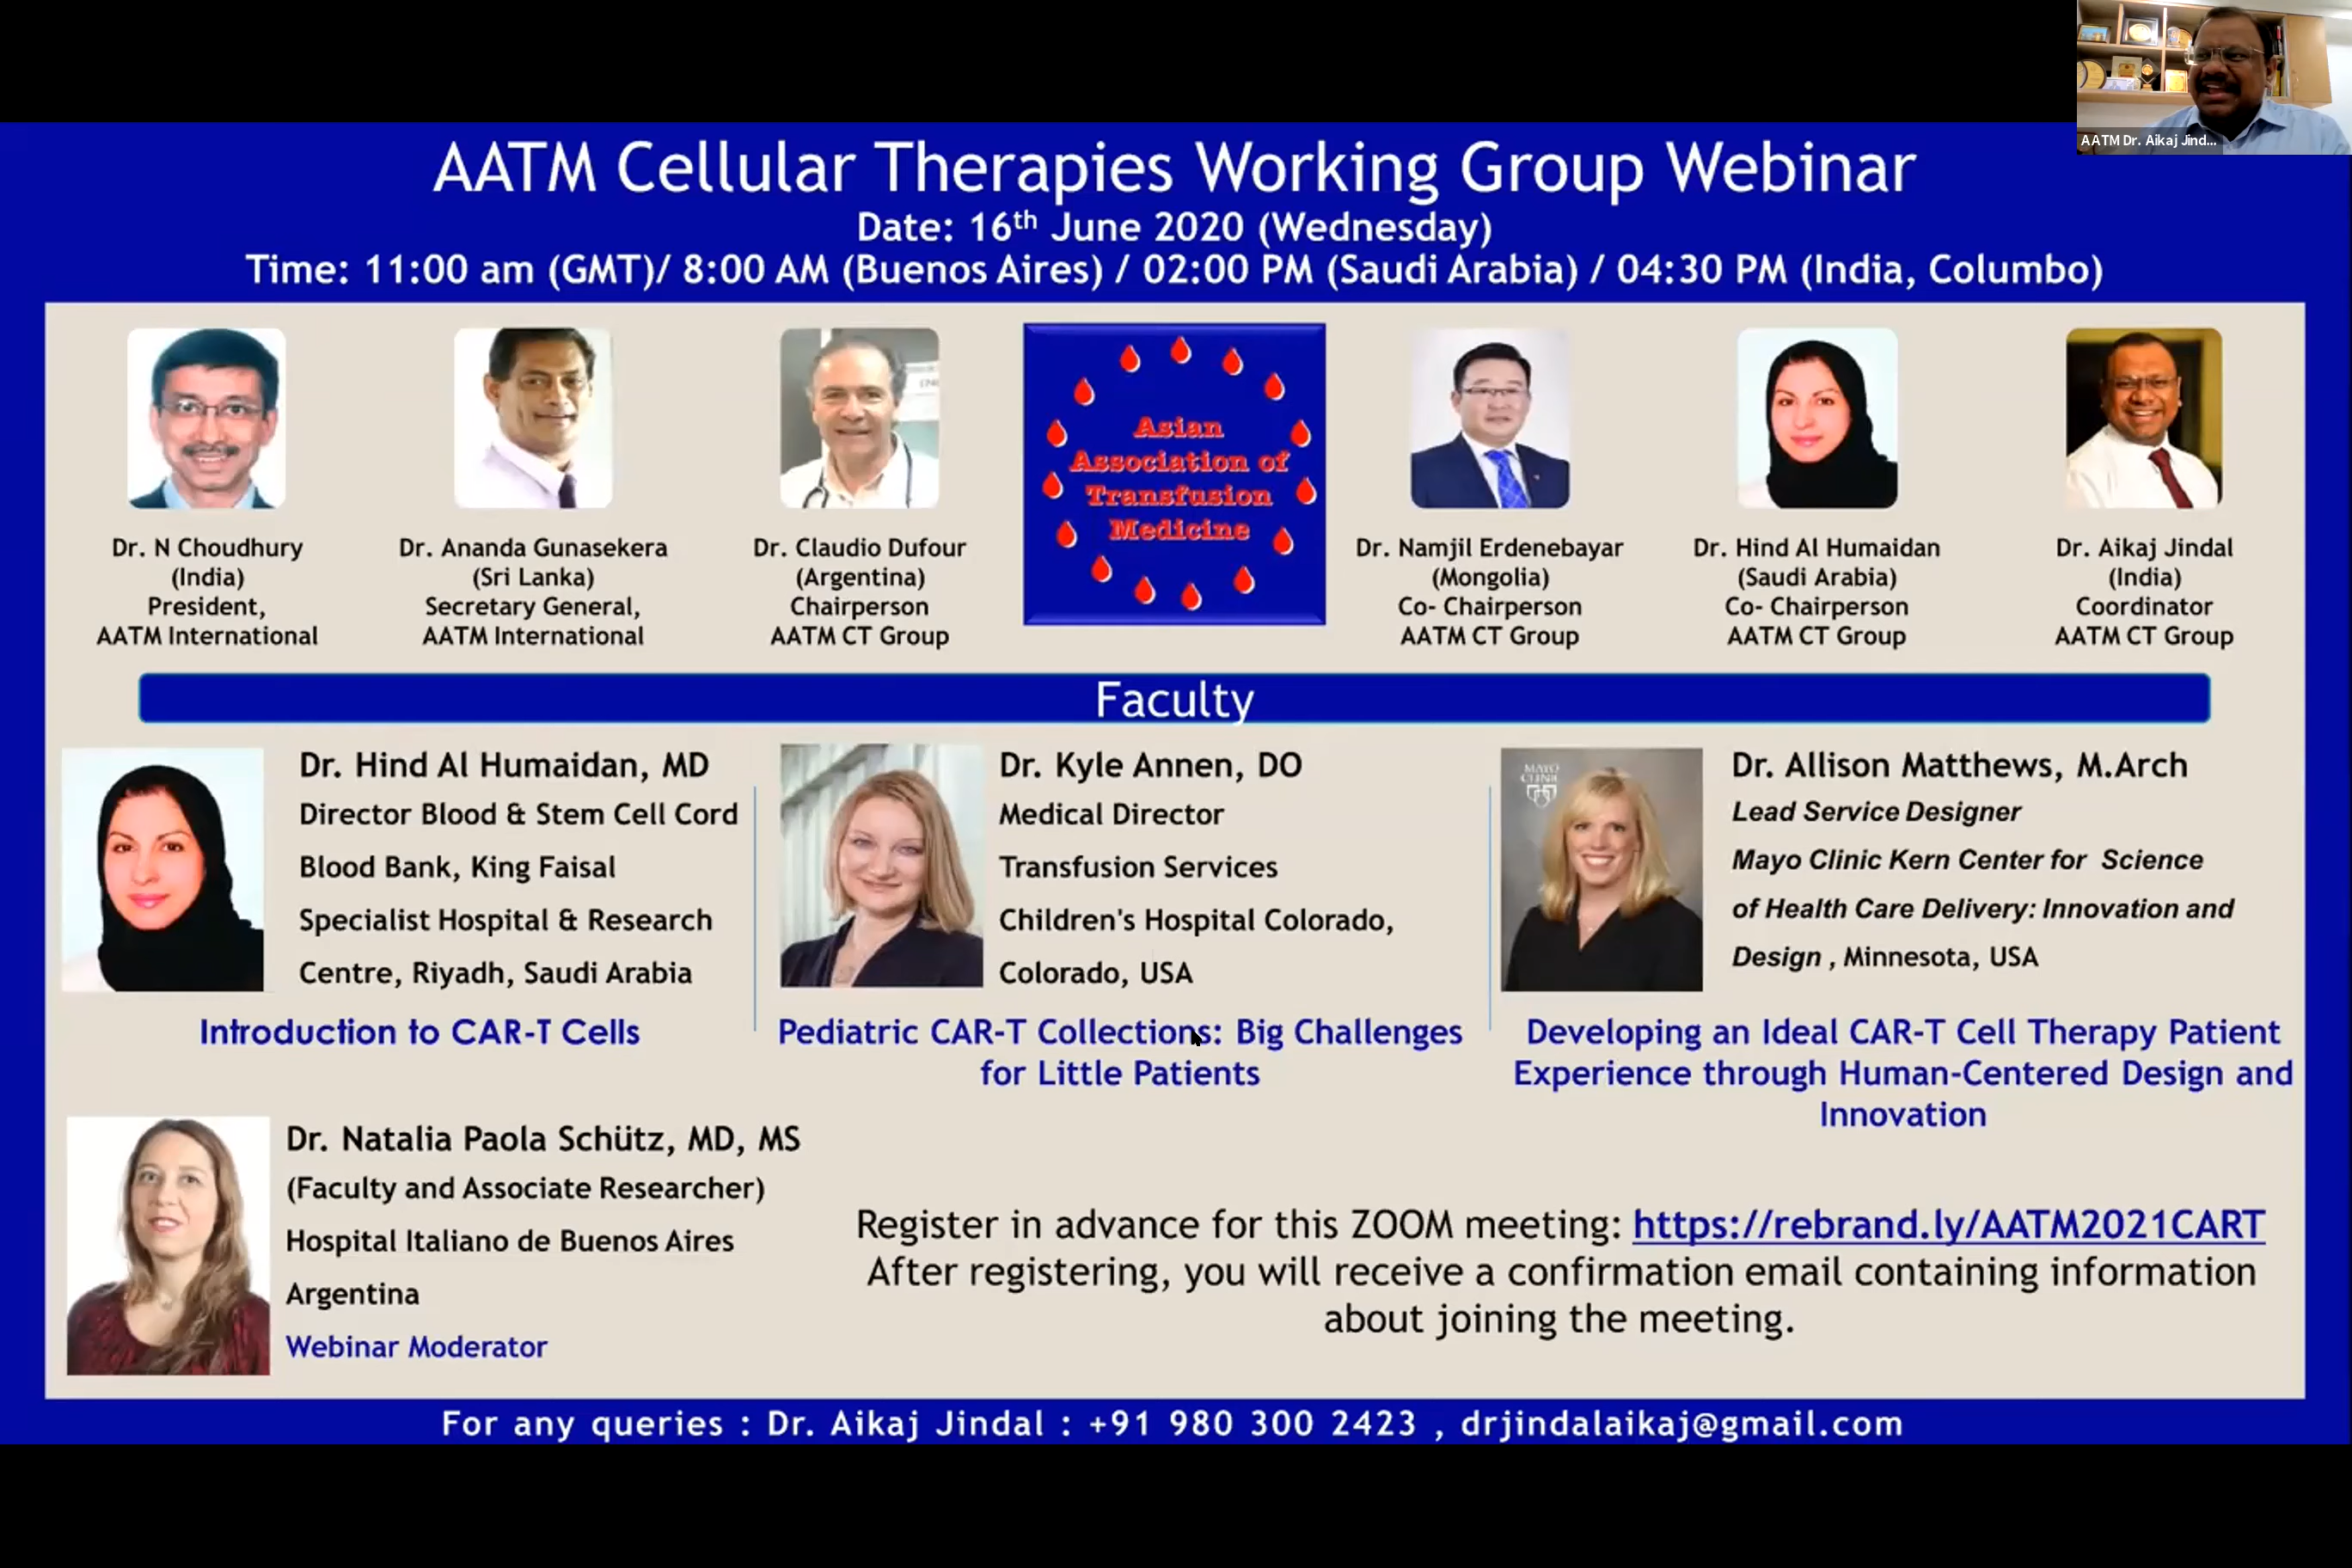 AATM Dr. Aikaj Jind...
AATM Cellular Therapies Working Group Webinar
Date: 16th June 2020 (Wednesday)
Time: 11:00 am (GMT)/ 8:00 AM (Buenos Aires) / 02:00 PM (Saudi Arabia) / 04:30 PM (India, Columbo)
Dr. N Choudhury
(India)
President,
AATM International
Dr. Ananda Gunasekera
(Sri Lanka)
Secretary General,
AATM International
Dr. Claudio Dufour
(Argentina)
Chairperson
AATM CT Group
Asian
Association of
Transfusion
Medicine
Dr. Namjil Erdenebayar
(Mongolia)
Co- Chairperson
AATM CT Group
Dr. Hind Al Humaidan
(Saudi Arabia)
Co- Chairperson
AATM CT Group
Dr. Aikaj Jindal
(India)
Coordinator
AATM CT Group
Faculty
Dr. Hind Al Humaidan, MD
Director Blood & Stem Cell Cord
Blood Bank, King Faisal
Specialist Hospital & Research
Centre, Riyadh, Saudi Arabia
Introduction to CAR-T Cells
Dr. Kyle Annen, DO
Medical Director
Transfusion Services
Children's Hospital Colorado,
Colorado, USA
Pediatric CAR-T Collections: Big Challenges
for Little Patients
MAYO
CLINIC
Dr. Allison Matthews, M.Arch
Lead Service Designer
Mayo Clinic Kern Center for Science
of Health Care Delivery: Innovation and
Design , Minnesota, USA
Developing an Ideal CAR-T Cell Therapy Patient
Experience through Human-Centered Design and
Innovation
Dr. Natalia Paola Schütz, MD, MS
(Faculty and Associate Researcher)
Hospital Italiano de Buenos Aires
Argentina
Webinar Moderator
Register in advance for this ZOOM meeting: https://rebrand.ly/AATM2021CART
After registering, you will receive a confirmation email containing information
about joining the meeting.
For any queries : Dr. Aikaj Jindal : +91 980 300 2423 , drjindalaikaj@gmail.com